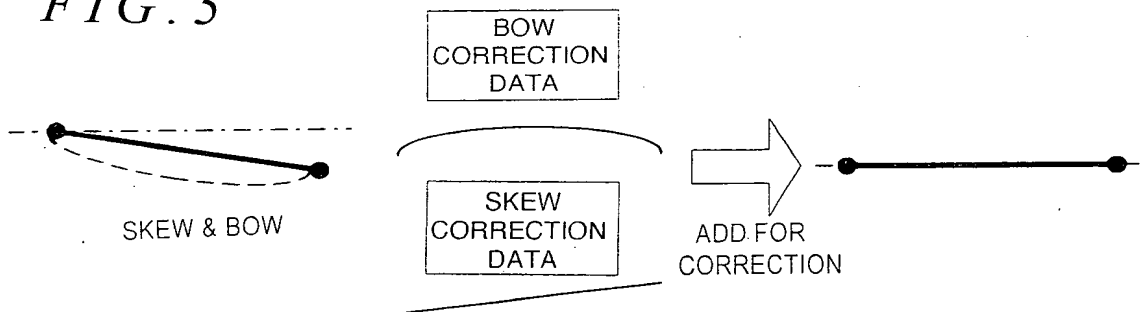 FIG. 5
BOW
CORRECTION
DATA
SKEW & BOW
SKEW
CORRECTION
DATA
ADD FOR
CORRECTION